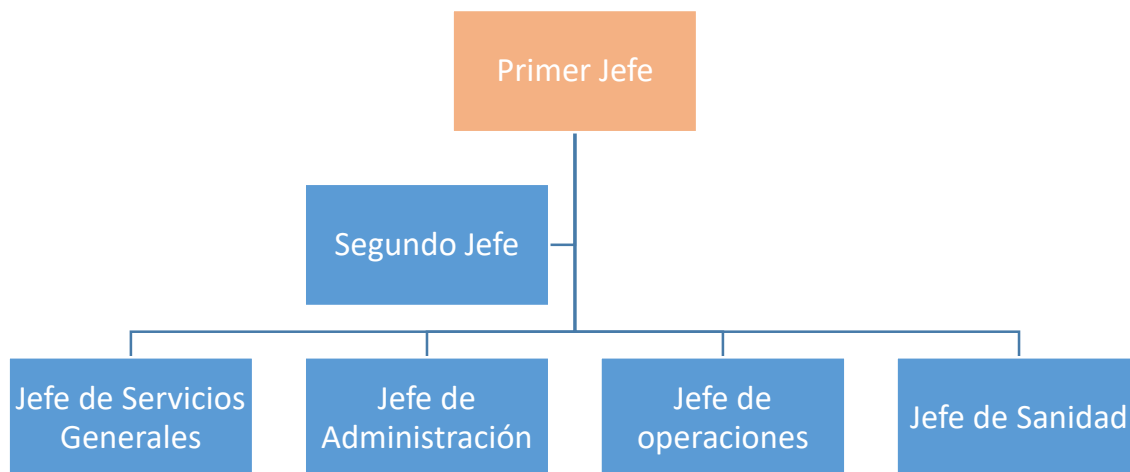 Primer Jefe
Segundo Jefe
Jefe de Servicios
Generales
Jefe de
Administración
Jefe de
operaciones
Jefe de Sanidad